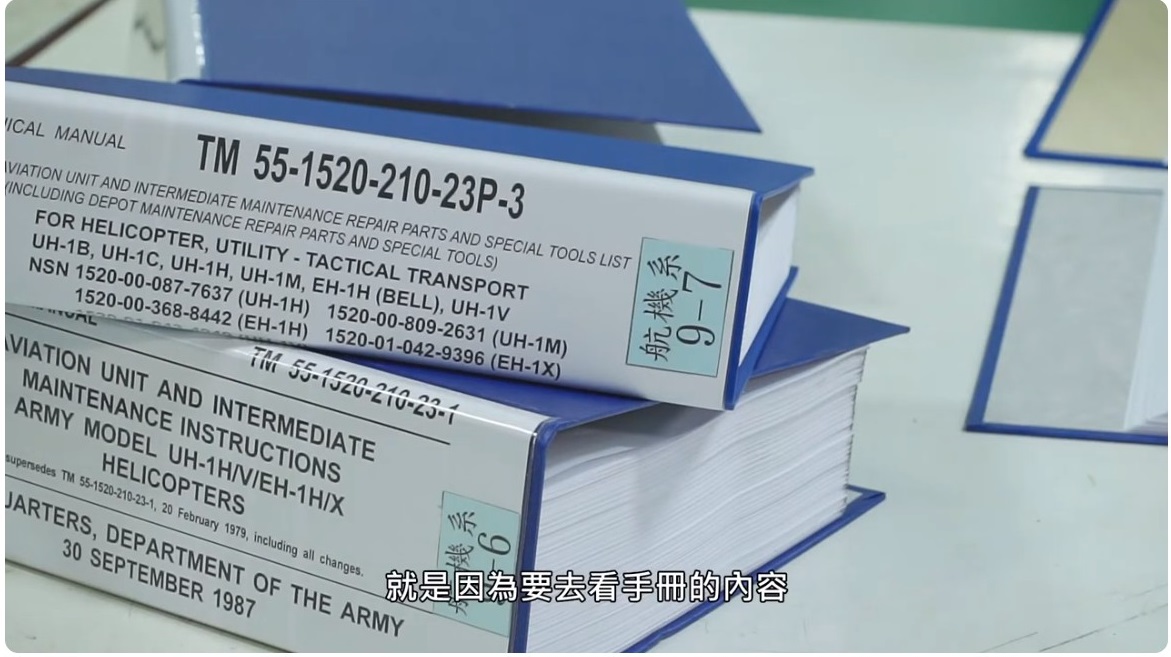 TM 55-1520-210-23P-3
AVIATION UNIT AND INTERMEDIATE MAINTENANCE REPAIR PARTS AND SPECIAL TOOLS LIST
(INCLUDING DEPOT MAINTENANCE REPAIR PARTS AND SPECIAL TOOLS)
FOR HELICOPTER, UTILITY - TACTICAL TRANSPORT
UH-1B, UH-1C, UH-1H, UH-1M, EH-1H (BELL), UH-1V
NSN 1520-00-087-7637 (UH-1H) 1520-00-809-2631 (UH-1M)
1520-00-368-8442 (EH-1H) 1520-01-042-9396 (EH-1X)
航機系
9-7
TM 55-1520-210-23-1
AVIATION UNIT AND INTERMEDIATE
MAINTENANCE INSTRUCTIONS
ARMY MODEL UH-1H/V/EH-1H/X
HELICOPTERS
supersedes TM 55-1520-210-23-1, 20 February 1979, including all changes.
DEPARTMENT OF THE ARMY
30 SEPTEMBER 1987
就是因為要去看手冊的內容